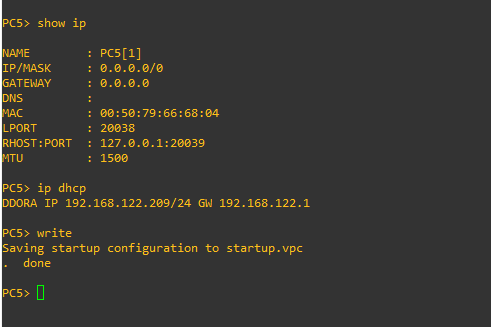 PC5> show ip
NAME        : PC5[1]
IP/MASK     : 0.0.0.0/0
GATEWAY     : 0.0.0.0
DNS         :
MAC         : 00:50:79:66:68:04
LPORT       : 20038
RHOST:PORT  : 127.0.0.1:20039
MTU         : 1500
PC5> ip dhcp
DDORA IP 192.168.122.209/24 GW 192.168.122.1
PC5> write
Saving startup configuration to startup.vpc
.  done
PC5>